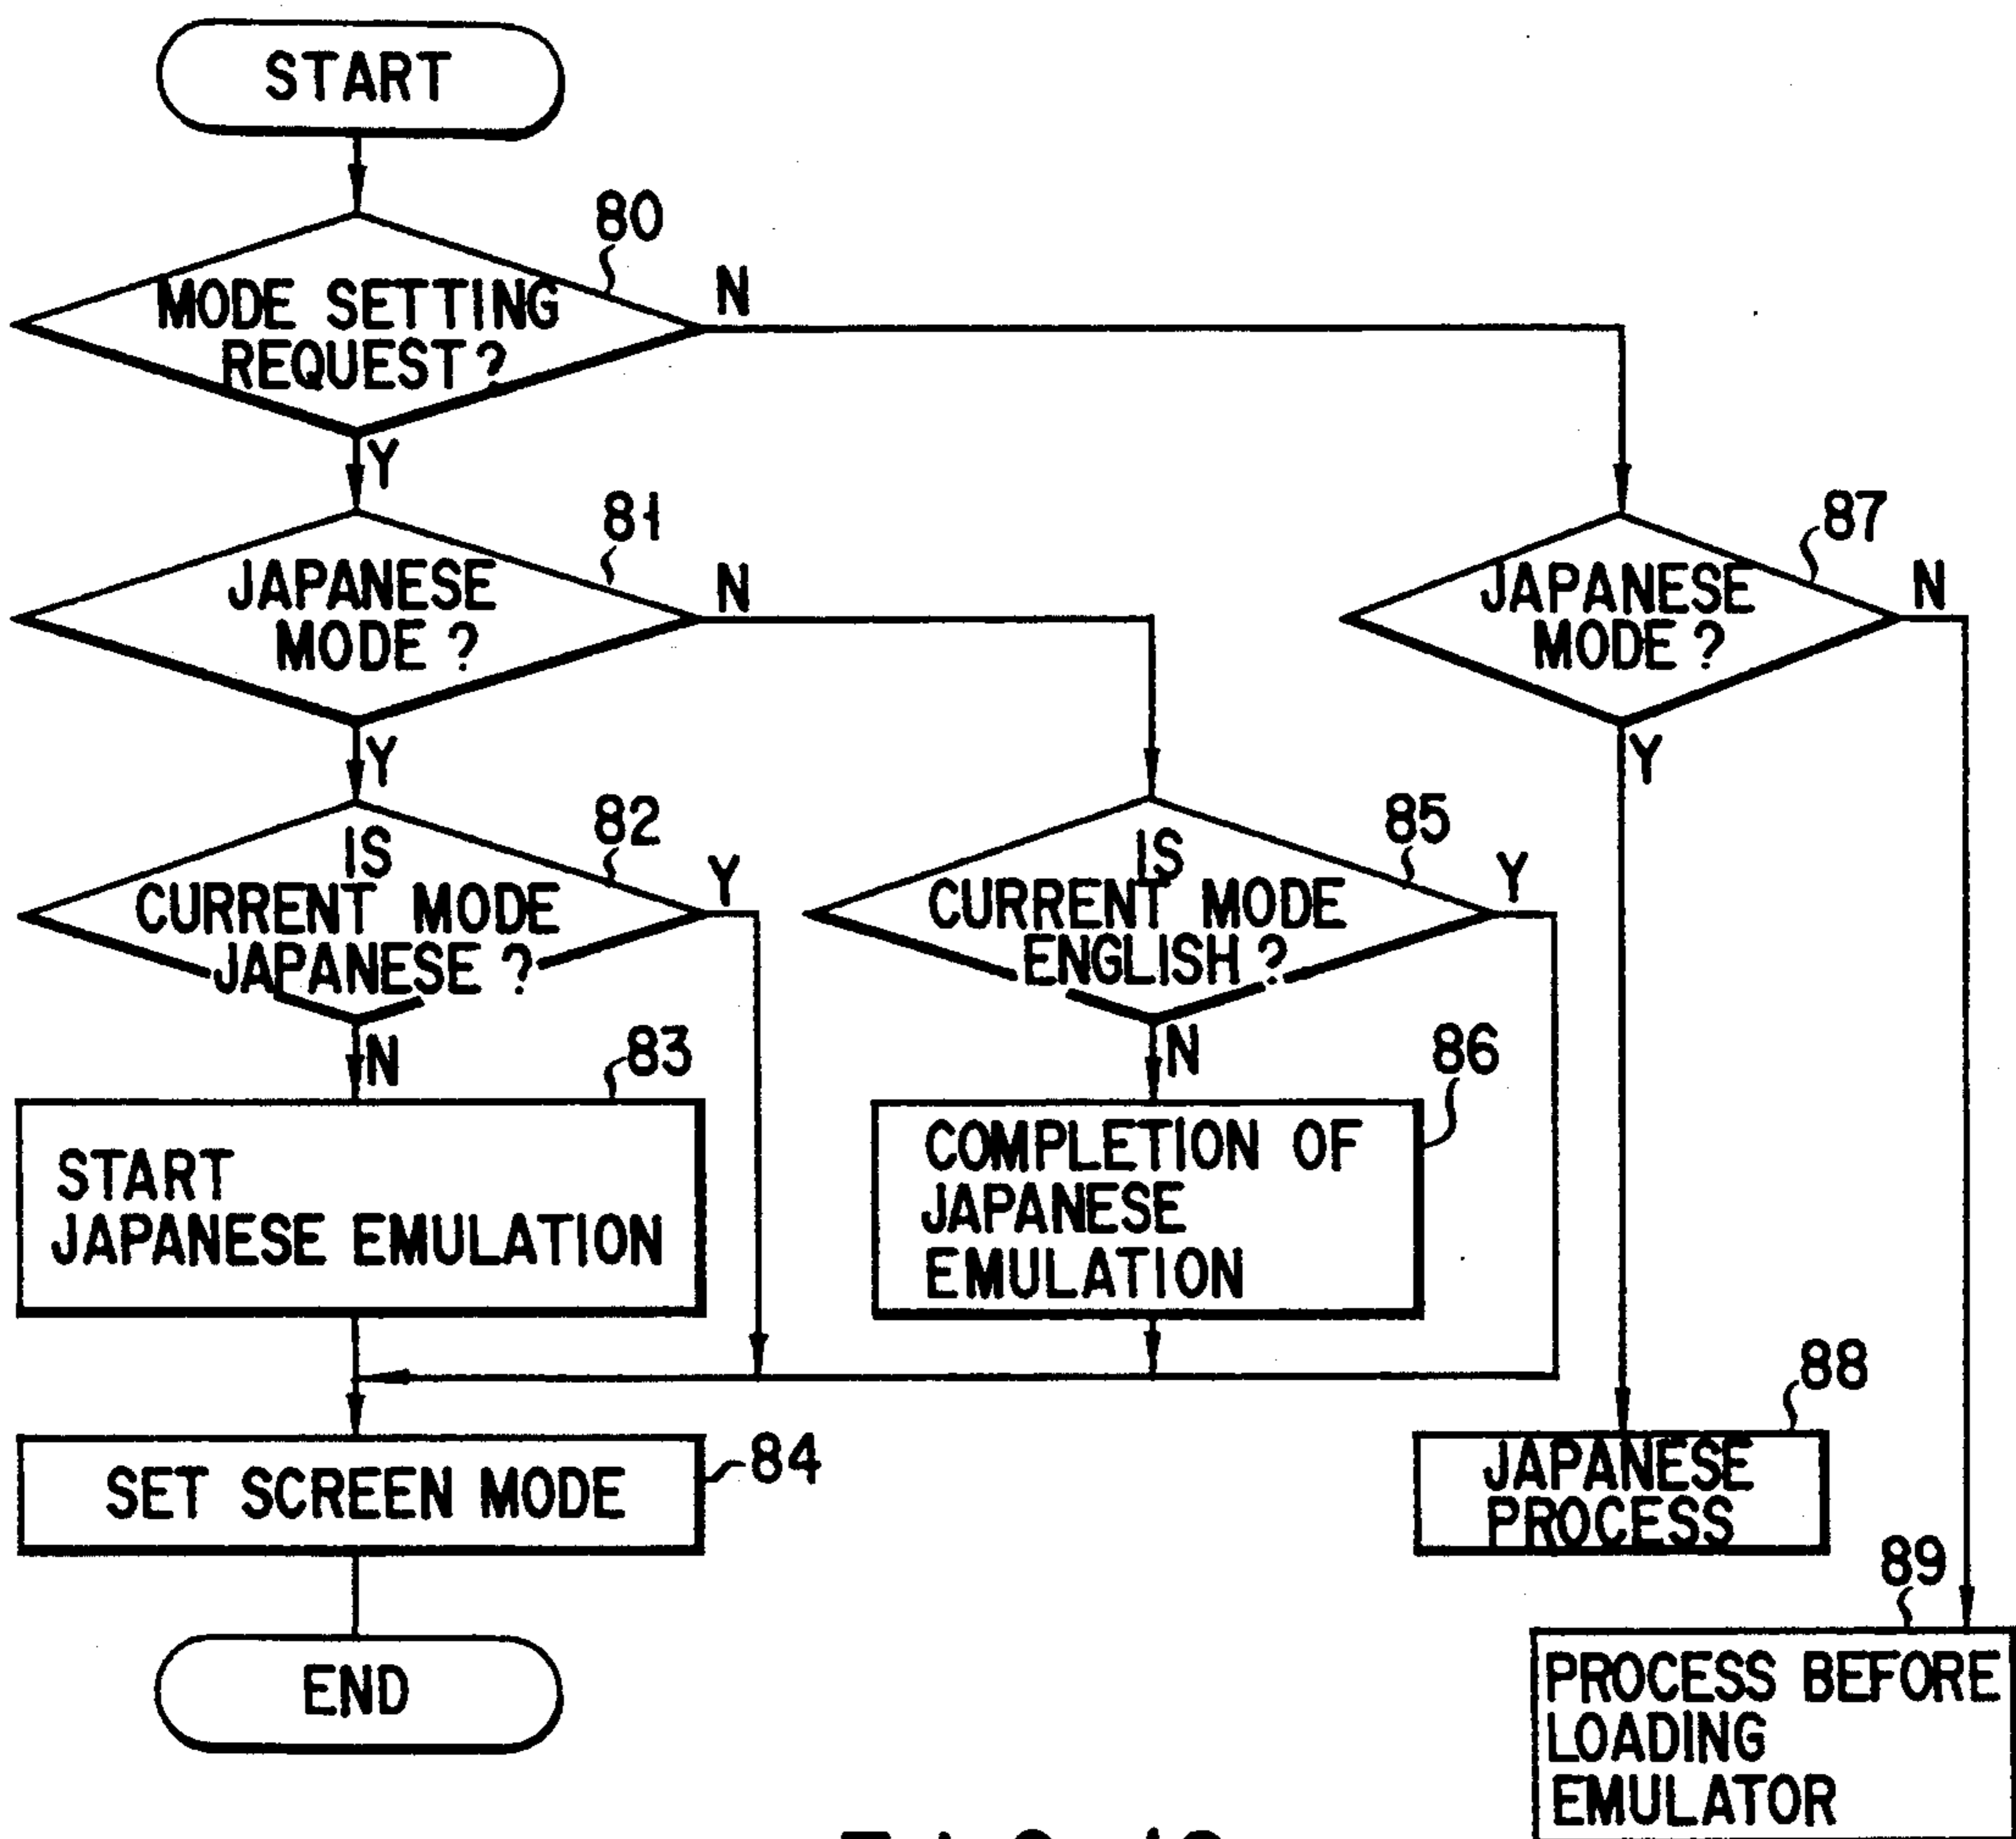 START
80
MODE SETTING
REQUEST?
N
Y
81
JAPANESE
MODE?
N
Y
87
JAPANESE
MODE?
N
Y
82
IS
CURRENT MODE
JAPANESE?
Y
N
85
IS
CURRENT MODE
ENGLISH?
Y
N
83
START
JAPANESE EMULATION
86
COMPLETION OF
JAPANESE
EMULATION
84
SET SCREEN MODE
88
JAPANESE
PROCESS
END
89
PROCESS BEFORE
LOADING
EMULATOR